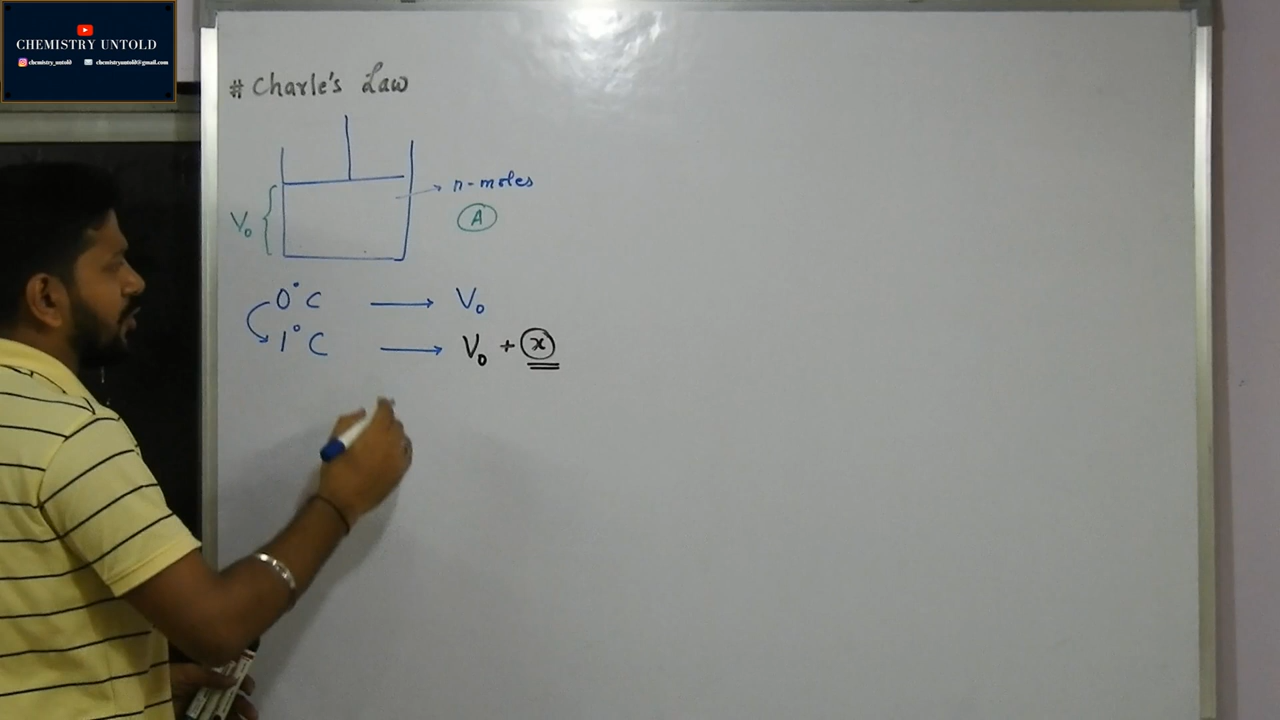 CHEMISTRY UNTOLD
chemistry_untold chemistryuntold@gmail.com
# Charle's Law
n-moles
V₀
A
0°C → V₀
1°C → V₀ + x